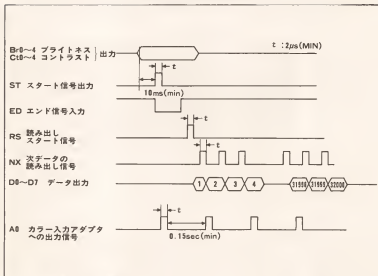 Br0〜4 ブライトネス
Ct0〜4 コントラスト
出力
t :2μs(MIN)
t
ST スタート信号出力
10ms(min)
ED エンド信号入力
t
RS 読み出し
スタート信号
t
NX 次データの
読み出し信号
D0〜D7 データ出力
1 2 3 4
31998 31999 32000
t
A0 カラー入力アダプタ
への出力信号
0.15sec(min)